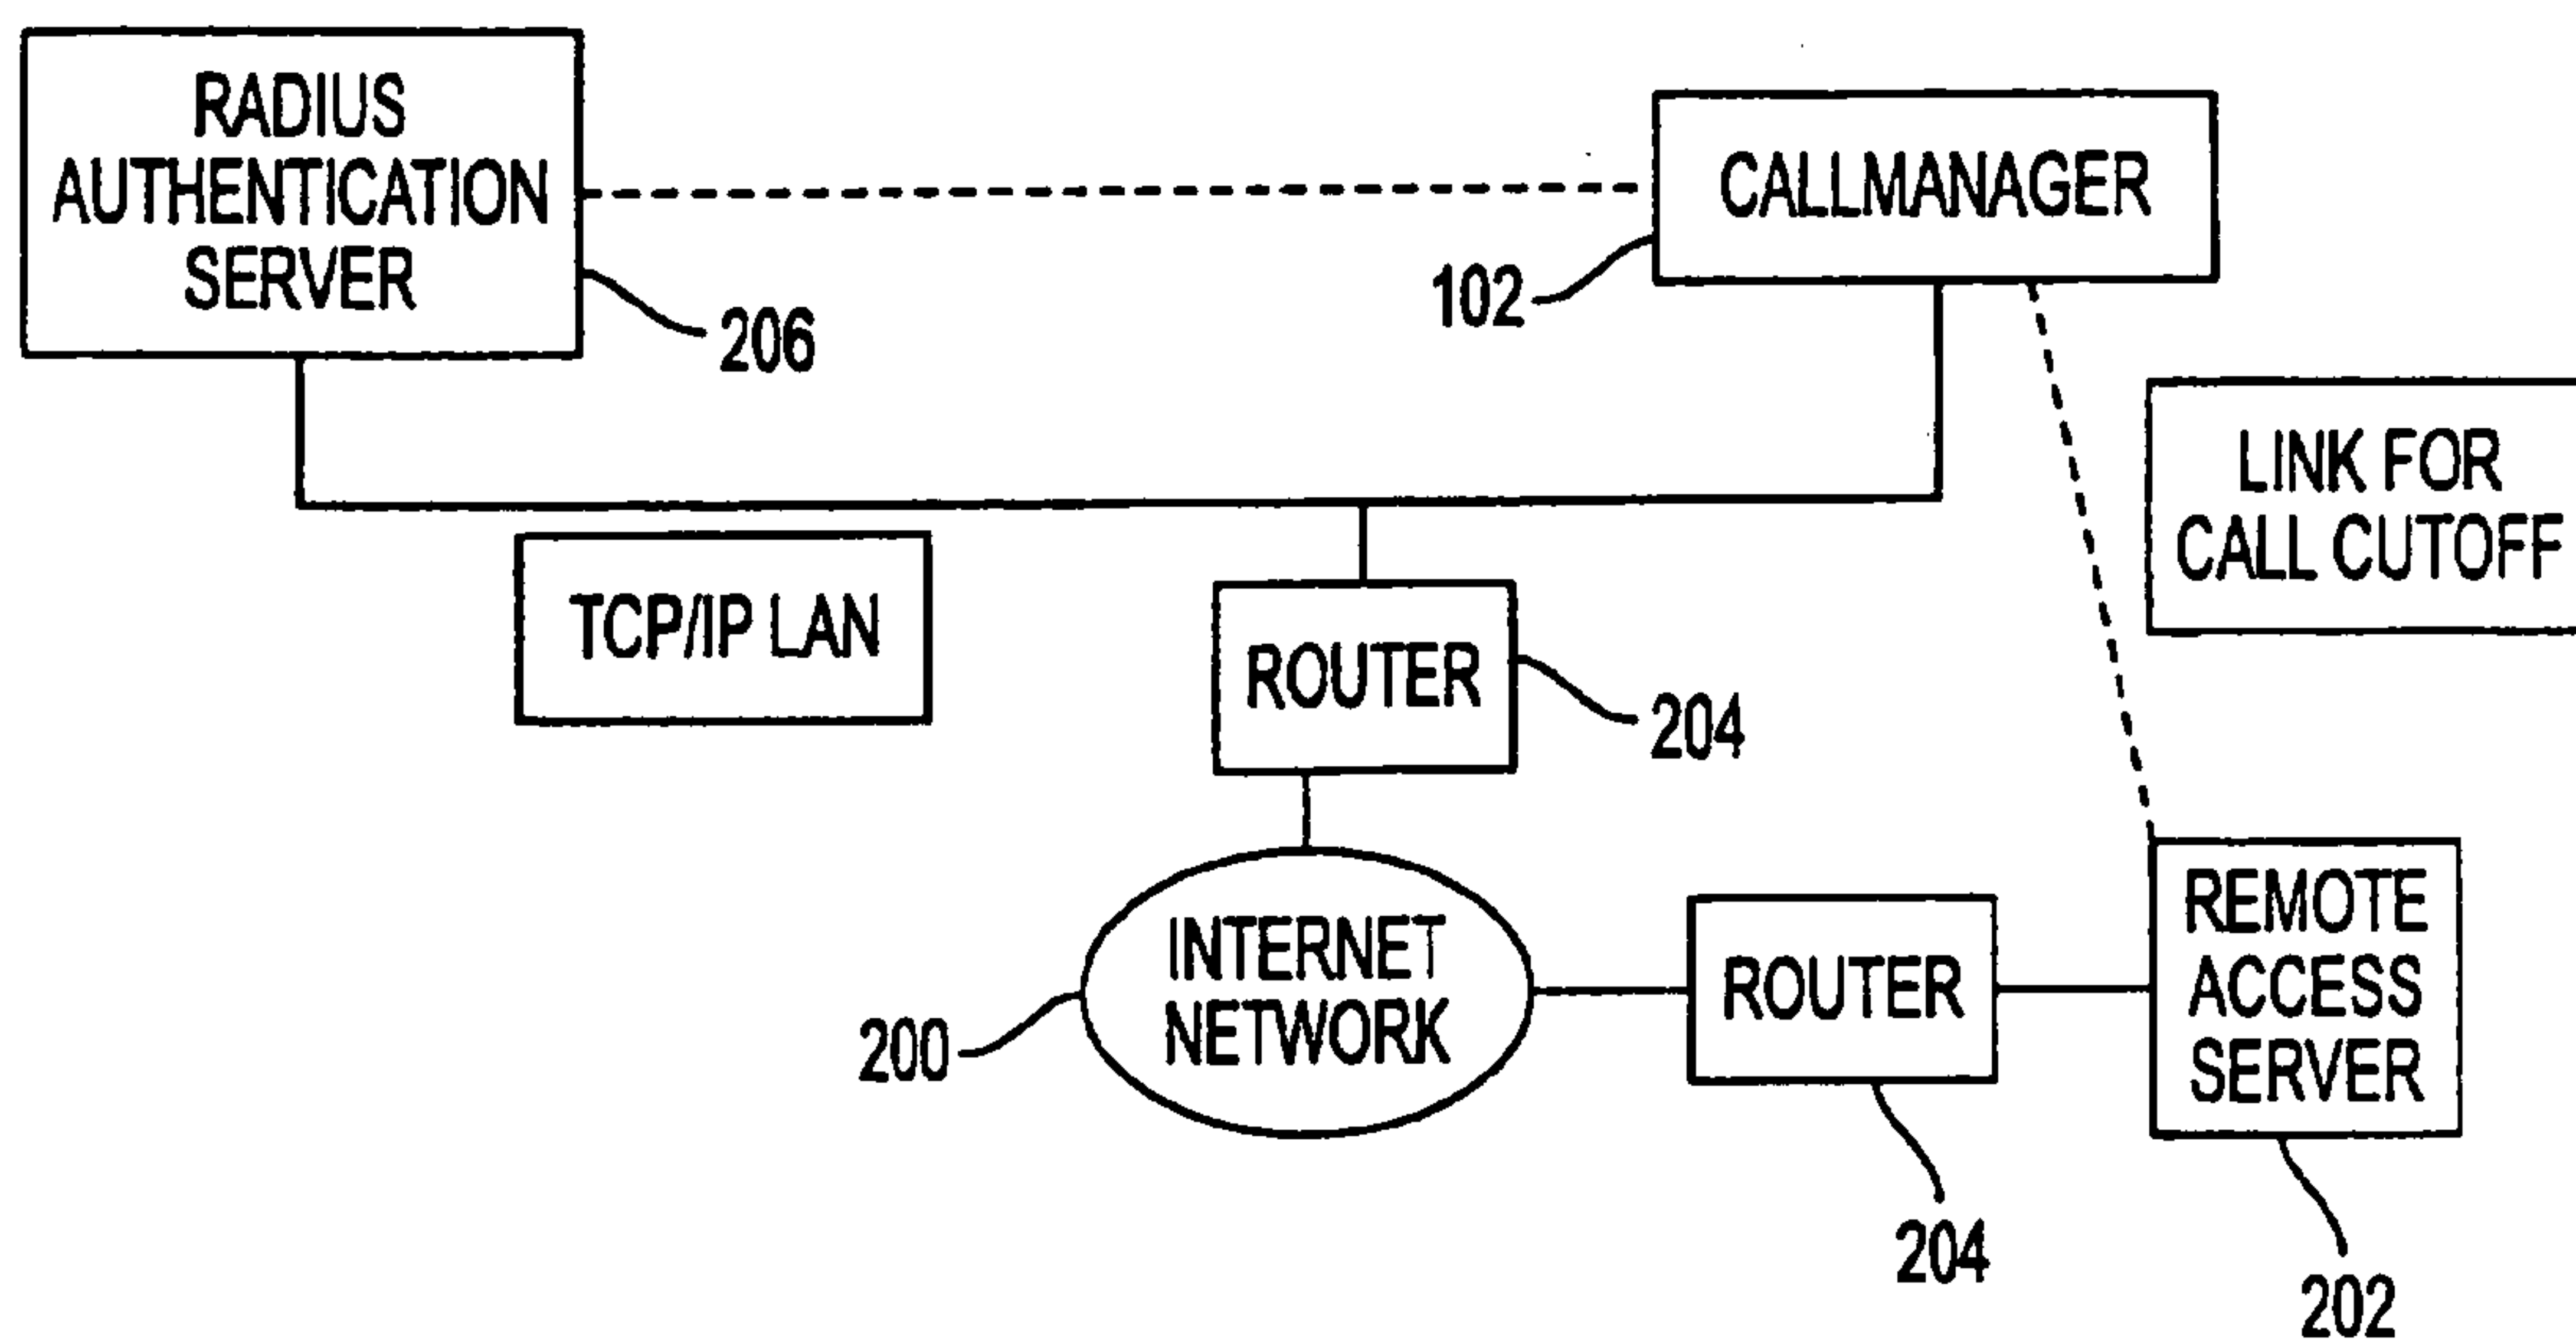 RADIUS
AUTHENTICATION
SERVER
206
CALLMANAGER
102
LINK FOR
CALL CUTOFF
TCP/IP LAN
ROUTER
204
INTERNET
NETWORK
200
ROUTER
204
REMOTE
ACCESS
SERVER
202